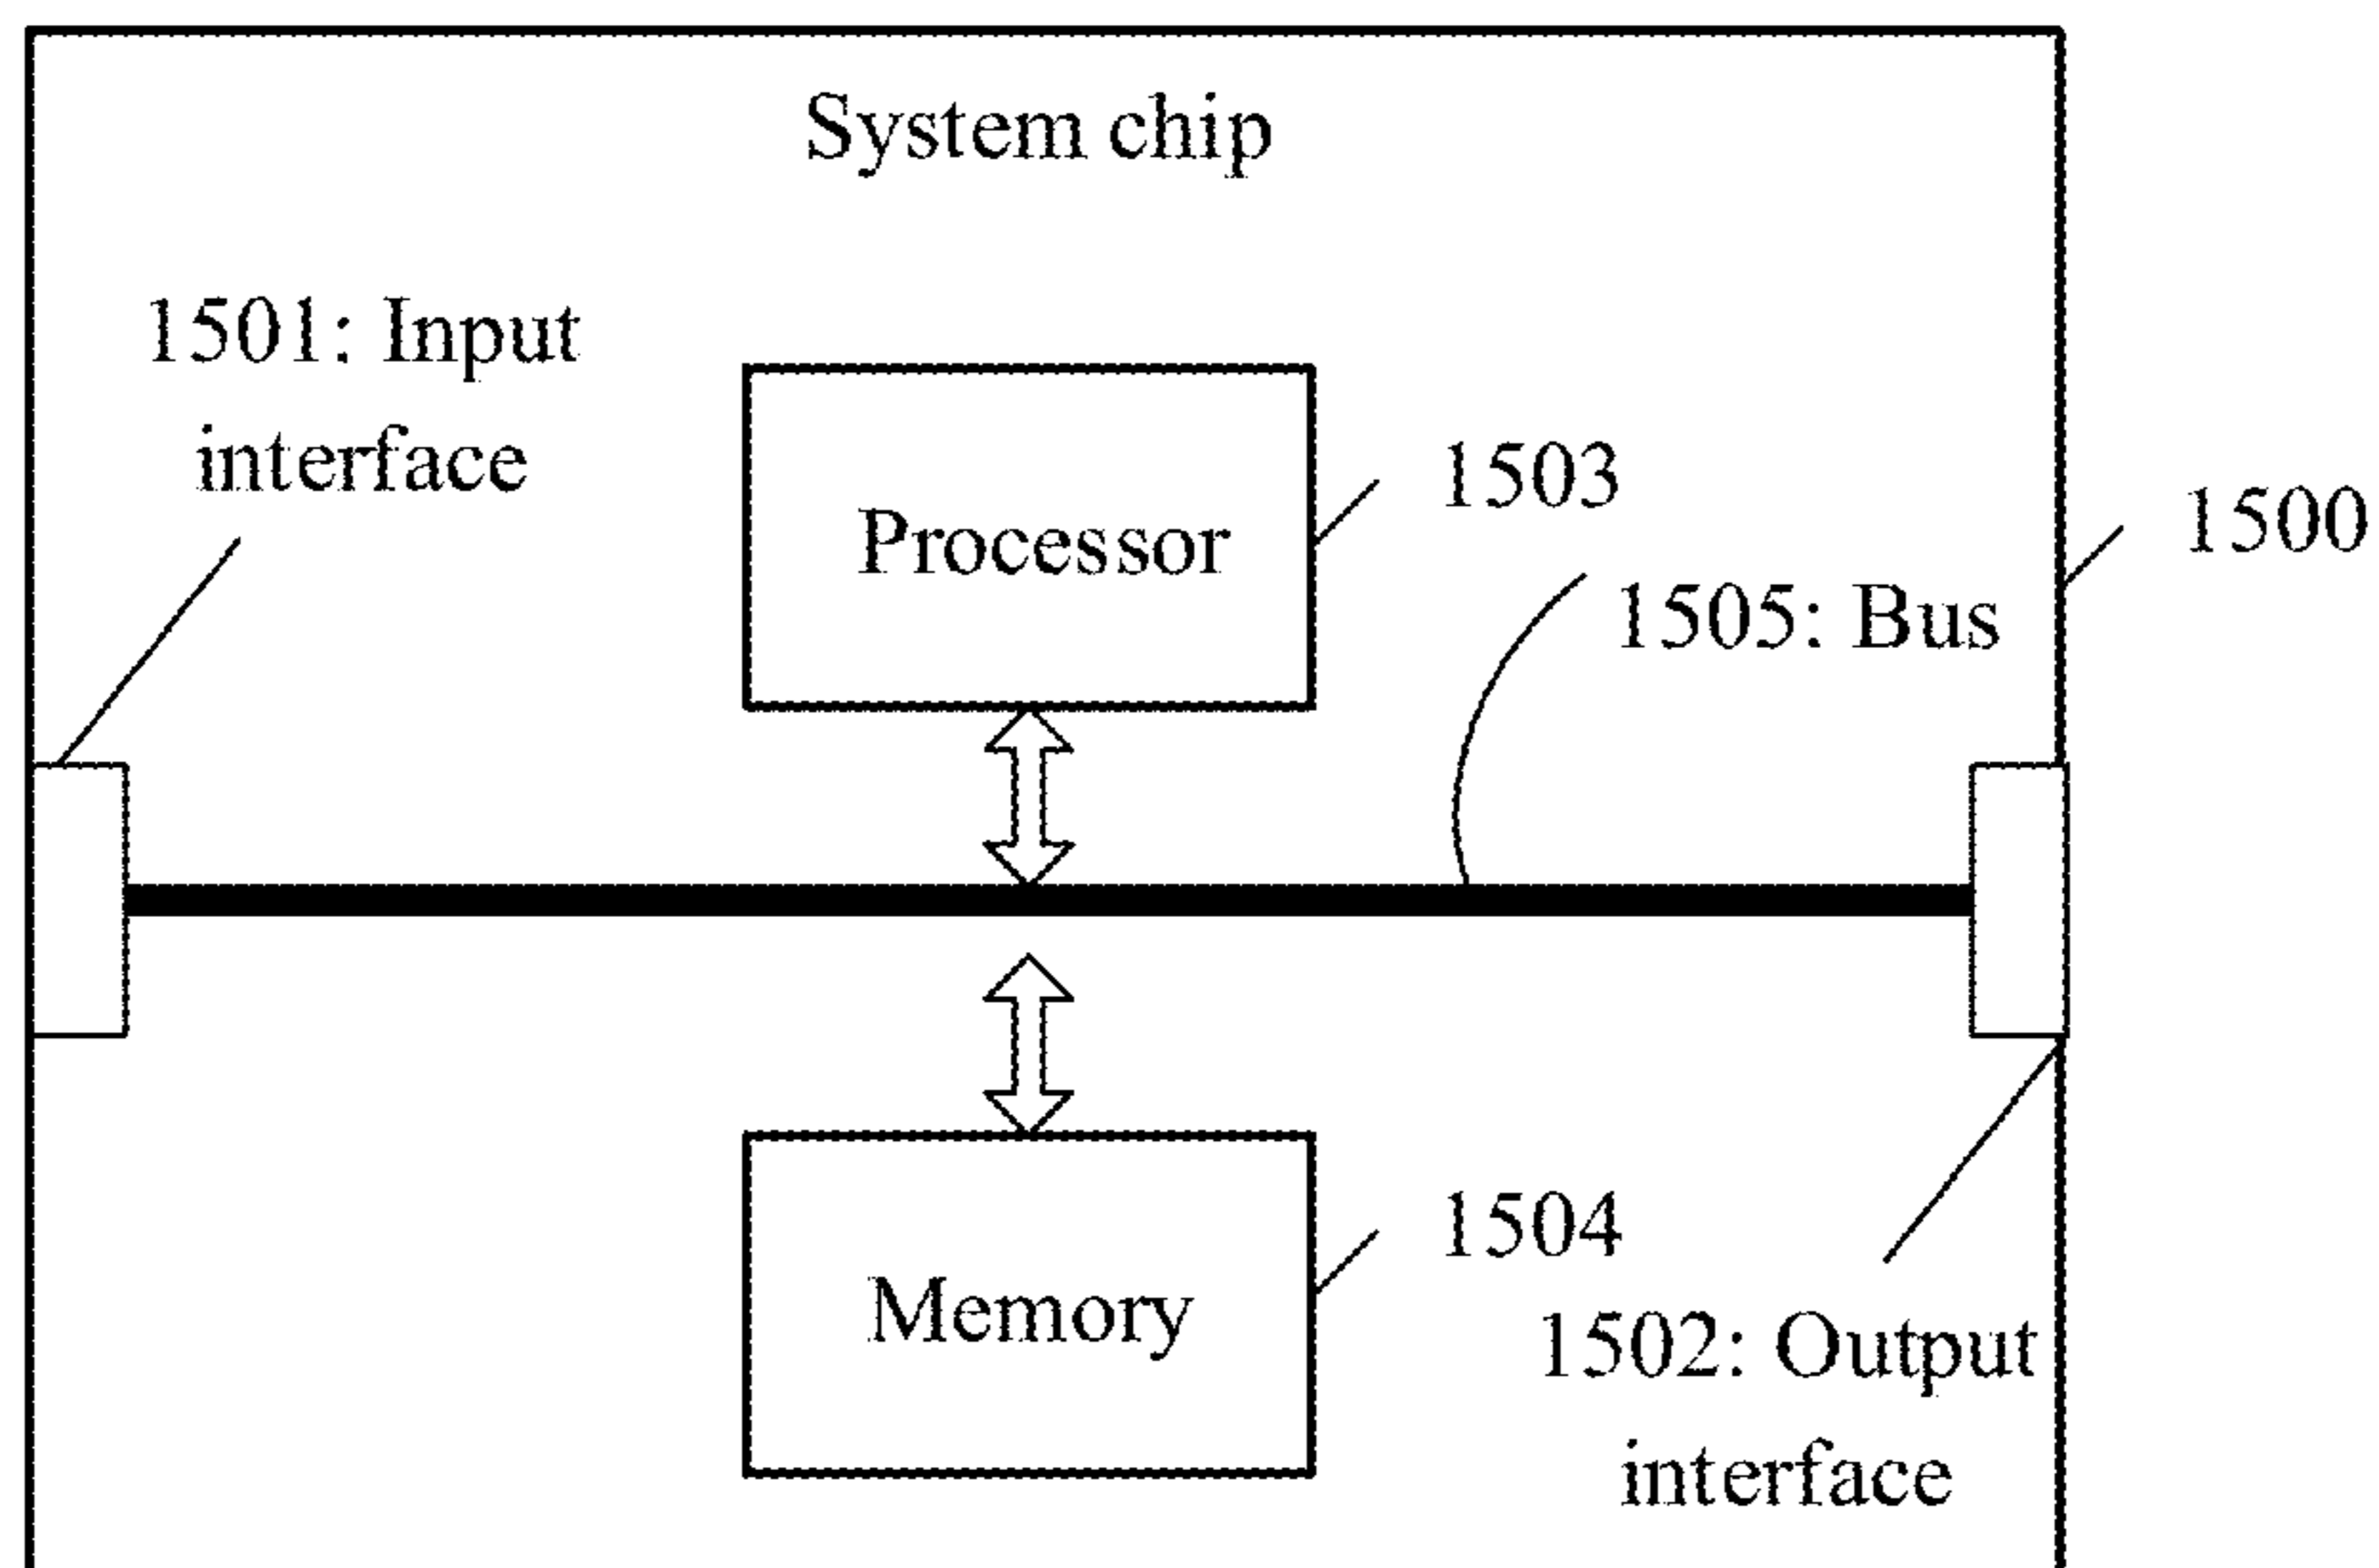 System chip
1501: Input
interface
1503
Processor
1500
1505: Bus
1504
Memory
1502: Output
interface